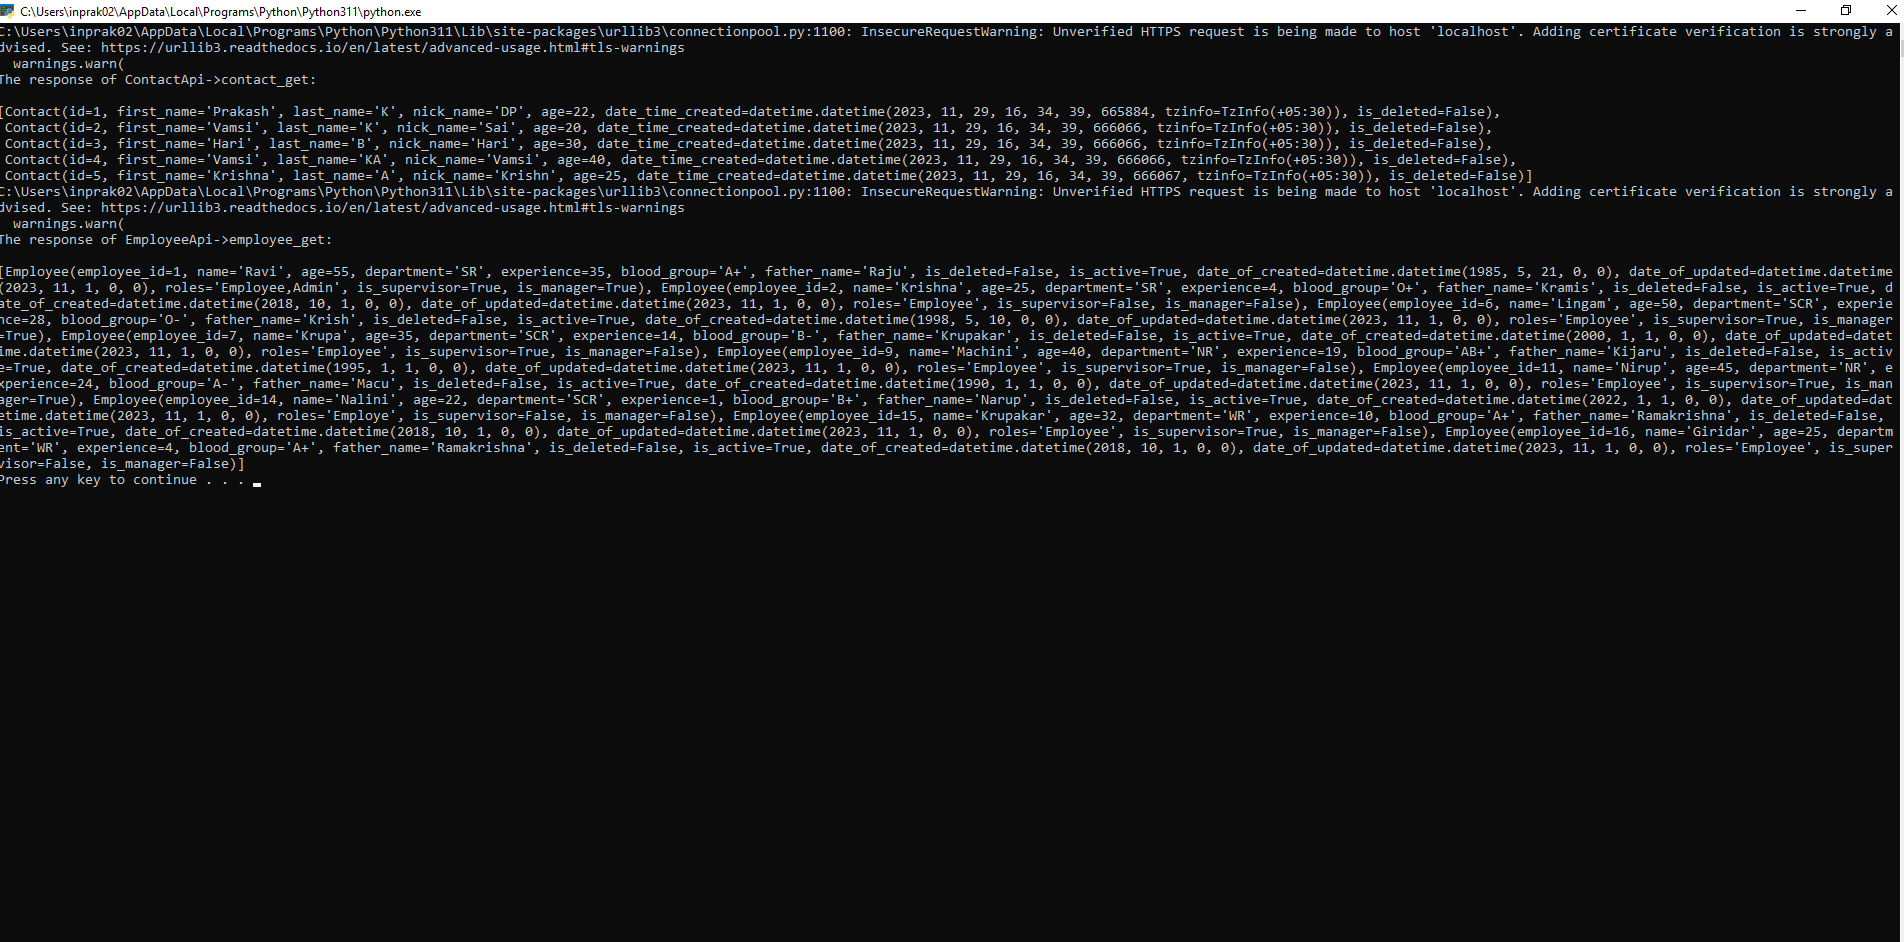 C:\Users\inprak02\AppData\Local\Programs\Python\Python311\python.exe
C:\Users\inprak02\AppData\Local\Programs\Python\Python311\Lib\site-packages\urllib3\connectionpool.py:1100: InsecureRequestWarning: Unverified HTTPS request is being made to host 'localhost'. Adding certificate verification is strongly a
dvised. See: https://urllib3.readthedocs.io/en/latest/advanced-usage.html#tls-warnings
  warnings.warn(
The response of ContactApi->contact_get:
[Contact(id=1, first_name='Prakash', last_name='K', nick_name='DP', age=22, date_time_created=datetime.datetime(2023, 11, 29, 16, 34, 39, 665884, tzinfo=TzInfo(+05:30)), is_deleted=False),
 Contact(id=2, first_name='Vamsi', last_name='K', nick_name='Sai', age=20, date_time_created=datetime.datetime(2023, 11, 29, 16, 34, 39, 666066, tzinfo=TzInfo(+05:30)), is_deleted=False),
 Contact(id=3, first_name='Hari', last_name='B', nick_name='Hari', age=30, date_time_created=datetime.datetime(2023, 11, 29, 16, 34, 39, 666066, tzinfo=TzInfo(+05:30)), is_deleted=False),
 Contact(id=4, first_name='Vamsi', last_name='KA', nick_name='Vamsi', age=40, date_time_created=datetime.datetime(2023, 11, 29, 16, 34, 39, 666066, tzinfo=TzInfo(+05:30)), is_deleted=False),
 Contact(id=5, first_name='Krishna', last_name='A', nick_name='Krishn', age=25, date_time_created=datetime.datetime(2023, 11, 29, 16, 34, 39, 666067, tzinfo=TzInfo(+05:30)), is_deleted=False)]
C:\Users\inprak02\AppData\Local\Programs\Python\Python311\Lib\site-packages\urllib3\connectionpool.py:1100: InsecureRequestWarning: Unverified HTTPS request is being made to host 'localhost'. Adding certificate verification is strongly a
dvised. See: https://urllib3.readthedocs.io/en/latest/advanced-usage.html#tls-warnings
  warnings.warn(
The response of EmployeeApi->employee_get:
[Employee(employee_id=1, name='Ravi', age=55, department='SR', experience=35, blood_group='A+', father_name='Raju', is_deleted=False, is_active=True, date_of_created=datetime.datetime(1985, 5, 21, 0, 0), date_of_updated=datetime.datetime
(2023, 11, 1, 0, 0), roles='Employee,Admin', is_supervisor=True, is_manager=True), Employee(employee_id=2, name='Krishna', age=25, department='SR', experience=4, blood_group='O+', father_name='Kramis', is_deleted=False, is_active=True, d
ate_of_created=datetime.datetime(2018, 10, 1, 0, 0), date_of_updated=datetime.datetime(2023, 11, 1, 0, 0), roles='Employee', is_supervisor=False, is_manager=False), Employee(employee_id=6, name='Lingam', age=50, department='SCR', experie
nce=28, blood_group='O-', father_name='Krish', is_deleted=False, is_active=True, date_of_created=datetime.datetime(1998, 5, 10, 0, 0), date_of_updated=datetime.datetime(2023, 11, 1, 0, 0), roles='Employee', is_supervisor=True, is_manager
=True), Employee(employee_id=7, name='Krupa', age=35, department='SCR', experience=14, blood_group='B-', father_name='Krupakar', is_deleted=False, is_active=True, date_of_created=datetime.datetime(2000, 1, 1, 0, 0), date_of_updated=datet
ime.datetime(2023, 11, 1, 0, 0), roles='Employee', is_supervisor=True, is_manager=False), Employee(employee_id=9, name='Machini', age=40, department='NR', experience=19, blood_group='AB+', father_name='Kijaru', is_deleted=False, is_activ
e=True, date_of_created=datetime.datetime(1995, 1, 1, 0, 0), date_of_updated=datetime.datetime(2023, 11, 1, 0, 0), roles='Employee', is_supervisor=True, is_manager=False), Employee(employee_id=11, name='Nirup', age=45, department='NR', e
xperience=24, blood_group='A-', father_name='Macu', is_deleted=False, is_active=True, date_of_created=datetime.datetime(1990, 1, 1, 0, 0), date_of_updated=datetime.datetime(2023, 11, 1, 0, 0), roles='Employee', is_supervisor=True, is_man
ager=True), Employee(employee_id=14, name='Nalini', age=22, department='SCR', experience=1, blood_group='B+', father_name='Narup', is_deleted=False, is_active=True, date_of_created=datetime.datetime(2022, 1, 1, 0, 0), date_of_updated=dat
etime.datetime(2023, 11, 1, 0, 0), roles='Employe', is_supervisor=False, is_manager=False), Employee(employee_id=15, name='Krupakar', age=32, department='WR', experience=10, blood_group='A+', father_name='Ramakrishna', is_deleted=False,
is_active=True, date_of_created=datetime.datetime(2018, 10, 1, 0, 0), date_of_updated=datetime.datetime(2023, 11, 1, 0, 0), roles='Employee', is_supervisor=True, is_manager=False), Employee(employee_id=16, name='Giridar', age=25, departm
ent='WR', experience=4, blood_group='A+', father_name='Ramakrishna', is_deleted=False, is_active=True, date_of_created=datetime.datetime(2018, 10, 1, 0, 0), date_of_updated=datetime.datetime(2023, 11, 1, 0, 0), roles='Employee', is_super
visor=False, is_manager=False)]
Press any key to continue . . .